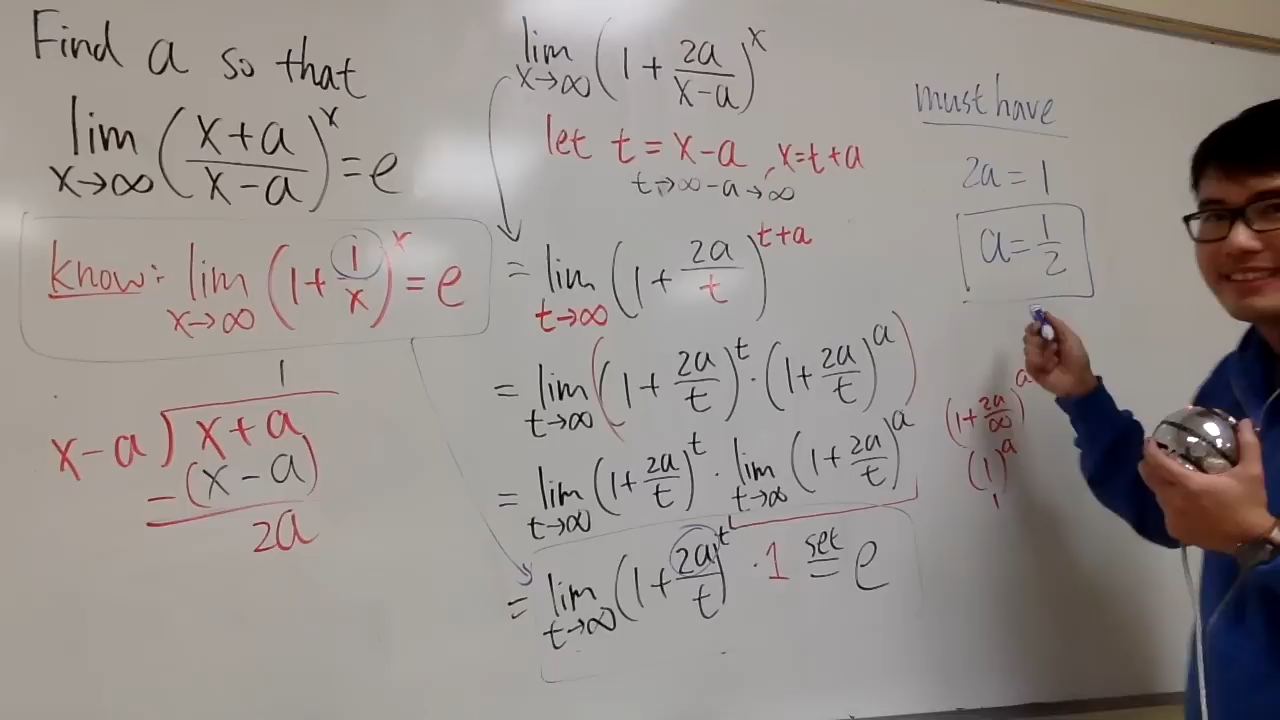 Find a so that
lim x→∞ ((x+a)/(x-a))^x = e
know: lim x→∞ (1+1/x)^x = e
1
x-a ) x+a
-(x-a)
2a
lim x→∞ (1+2a/(x-a))^x
let t=x-a, x=t+a
t→∞-a→∞
= lim t→∞ (1+2a/t)^(t+a)
= lim t→∞ ((1+2a/t)^t · (1+2a/t)^a)
= lim t→∞ (1+2a/t)^t · lim t→∞ (1+2a/t)^a
= lim t→∞ (1+2a/t)^t · 1 set= e
must have
2a=1
a=1/2
(1+2a/∞)^a
(1)^a
1